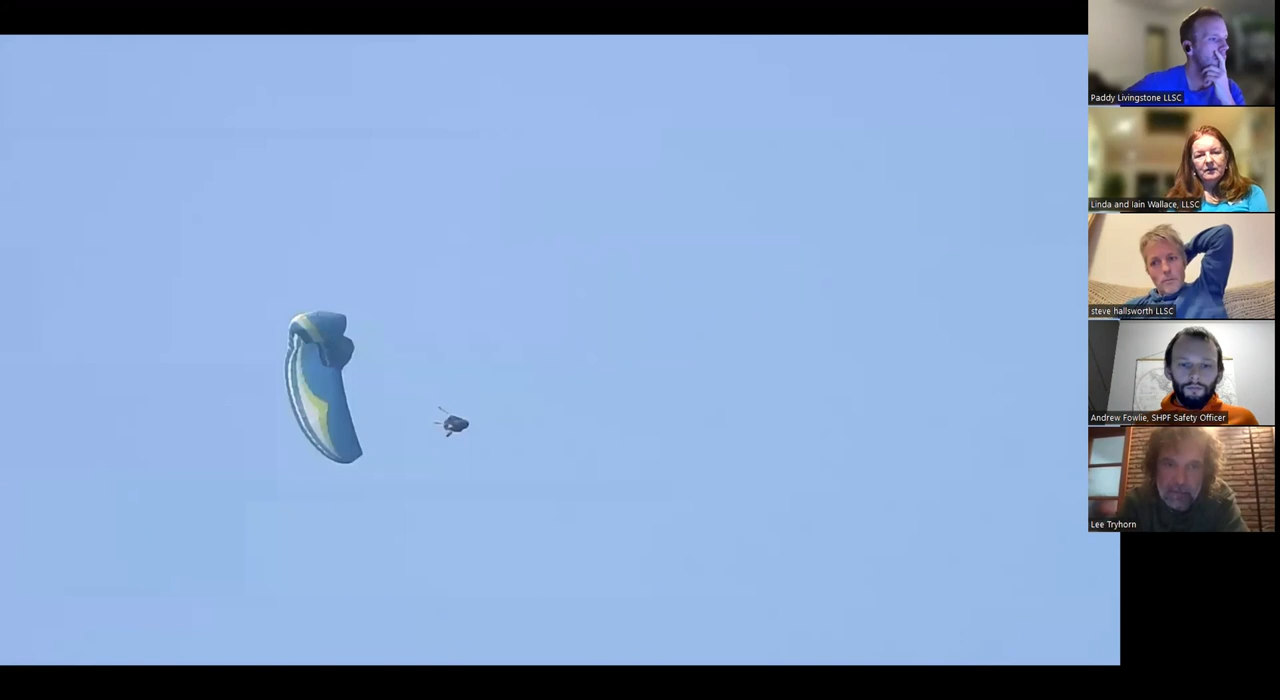 Paddy Livingstone LLSC
Linda and Iain Wallace, LLSC
steve hallsworth LLSC
Andrew Fowlie, SHPF Safety Officer
Lee Tryhorn